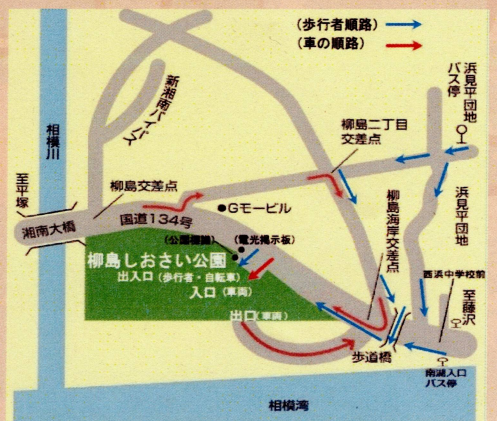 （歩行者順路）
（車の順路）
浜見平団地
バス停
新湘南バイパス
柳島二丁目
交差点
相模川
至平塚
柳島交差点
国道134号
湘南大橋
Gモービル
柳島海岸交差点
浜見平団地
（電光掲示板）
柳島しおさい公園
出入口（歩行者・自転車）
入口（車両）
出口（車両）
西浜中学校前
至藤沢
歩道橋
南湖入口
バス停
相模湾